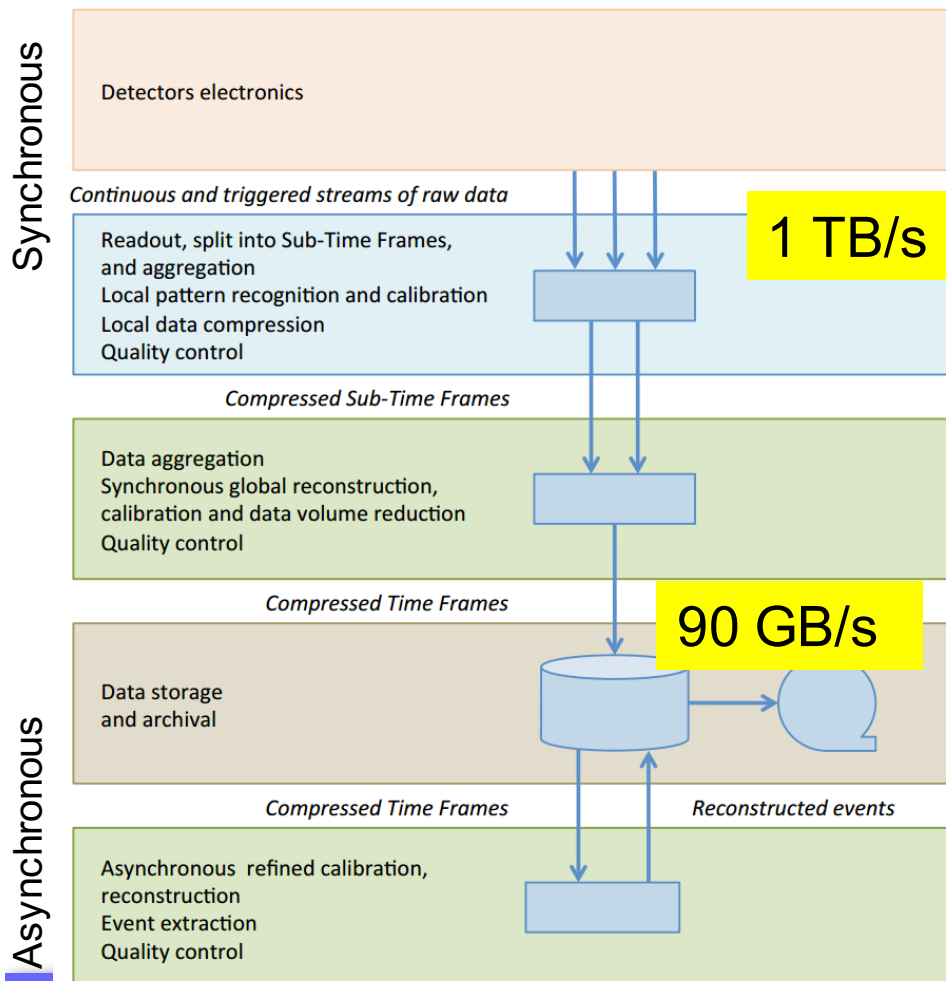 Synchronous
Detectors electronics
Continuous and triggered streams of raw data
1 TB/s
Readout, split into Sub-Time Frames,
and aggregation
Local pattern recognition and calibration
Local data compression
Quality control
Compressed Sub-Time Frames
Data aggregation
Synchronous global reconstruction,
calibration and data volume reduction
Quality control
Compressed Time Frames
90 GB/s
Data storage
and archival
Asynchronous
Compressed Time Frames
Reconstructed events
Asynchronous refined calibration,
reconstruction
Event extraction
Quality control